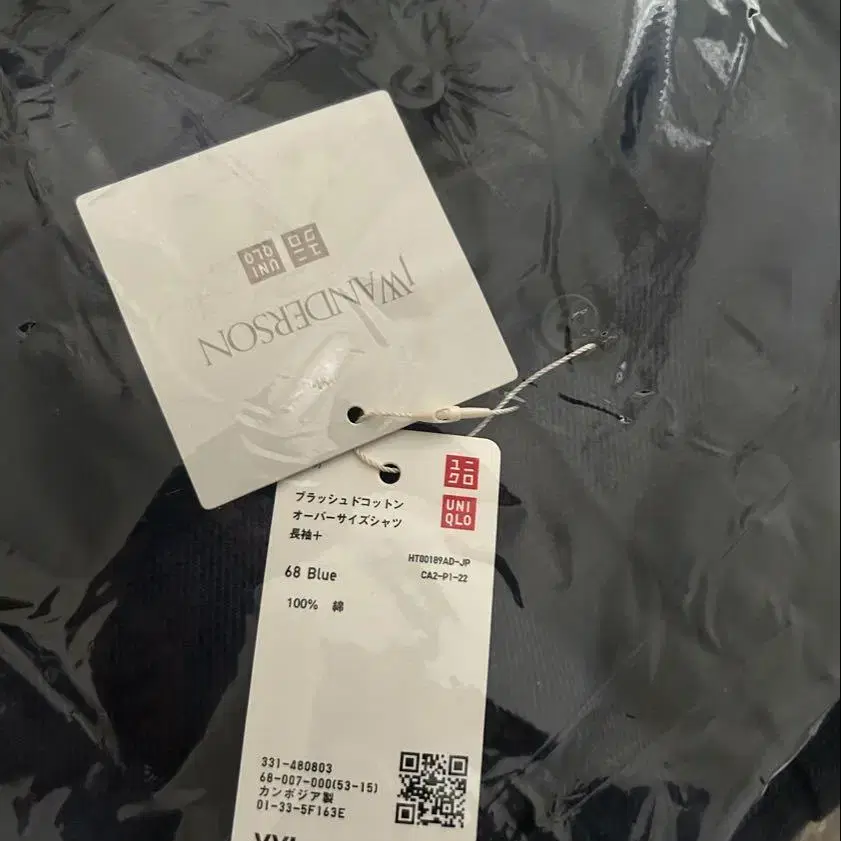 JWANDERSON
UNI
QLO
ユニ
クロ
ユニ
クロ
UNI
QLO
ブラッシュドコットン
オーバーサイズシャツ
長袖+
HT00189AD-JP
CA2-P1-22
68 Blue
100% 綿
331-480803
68-007-000(53-15)
カンボジア製
01-33-5F163E